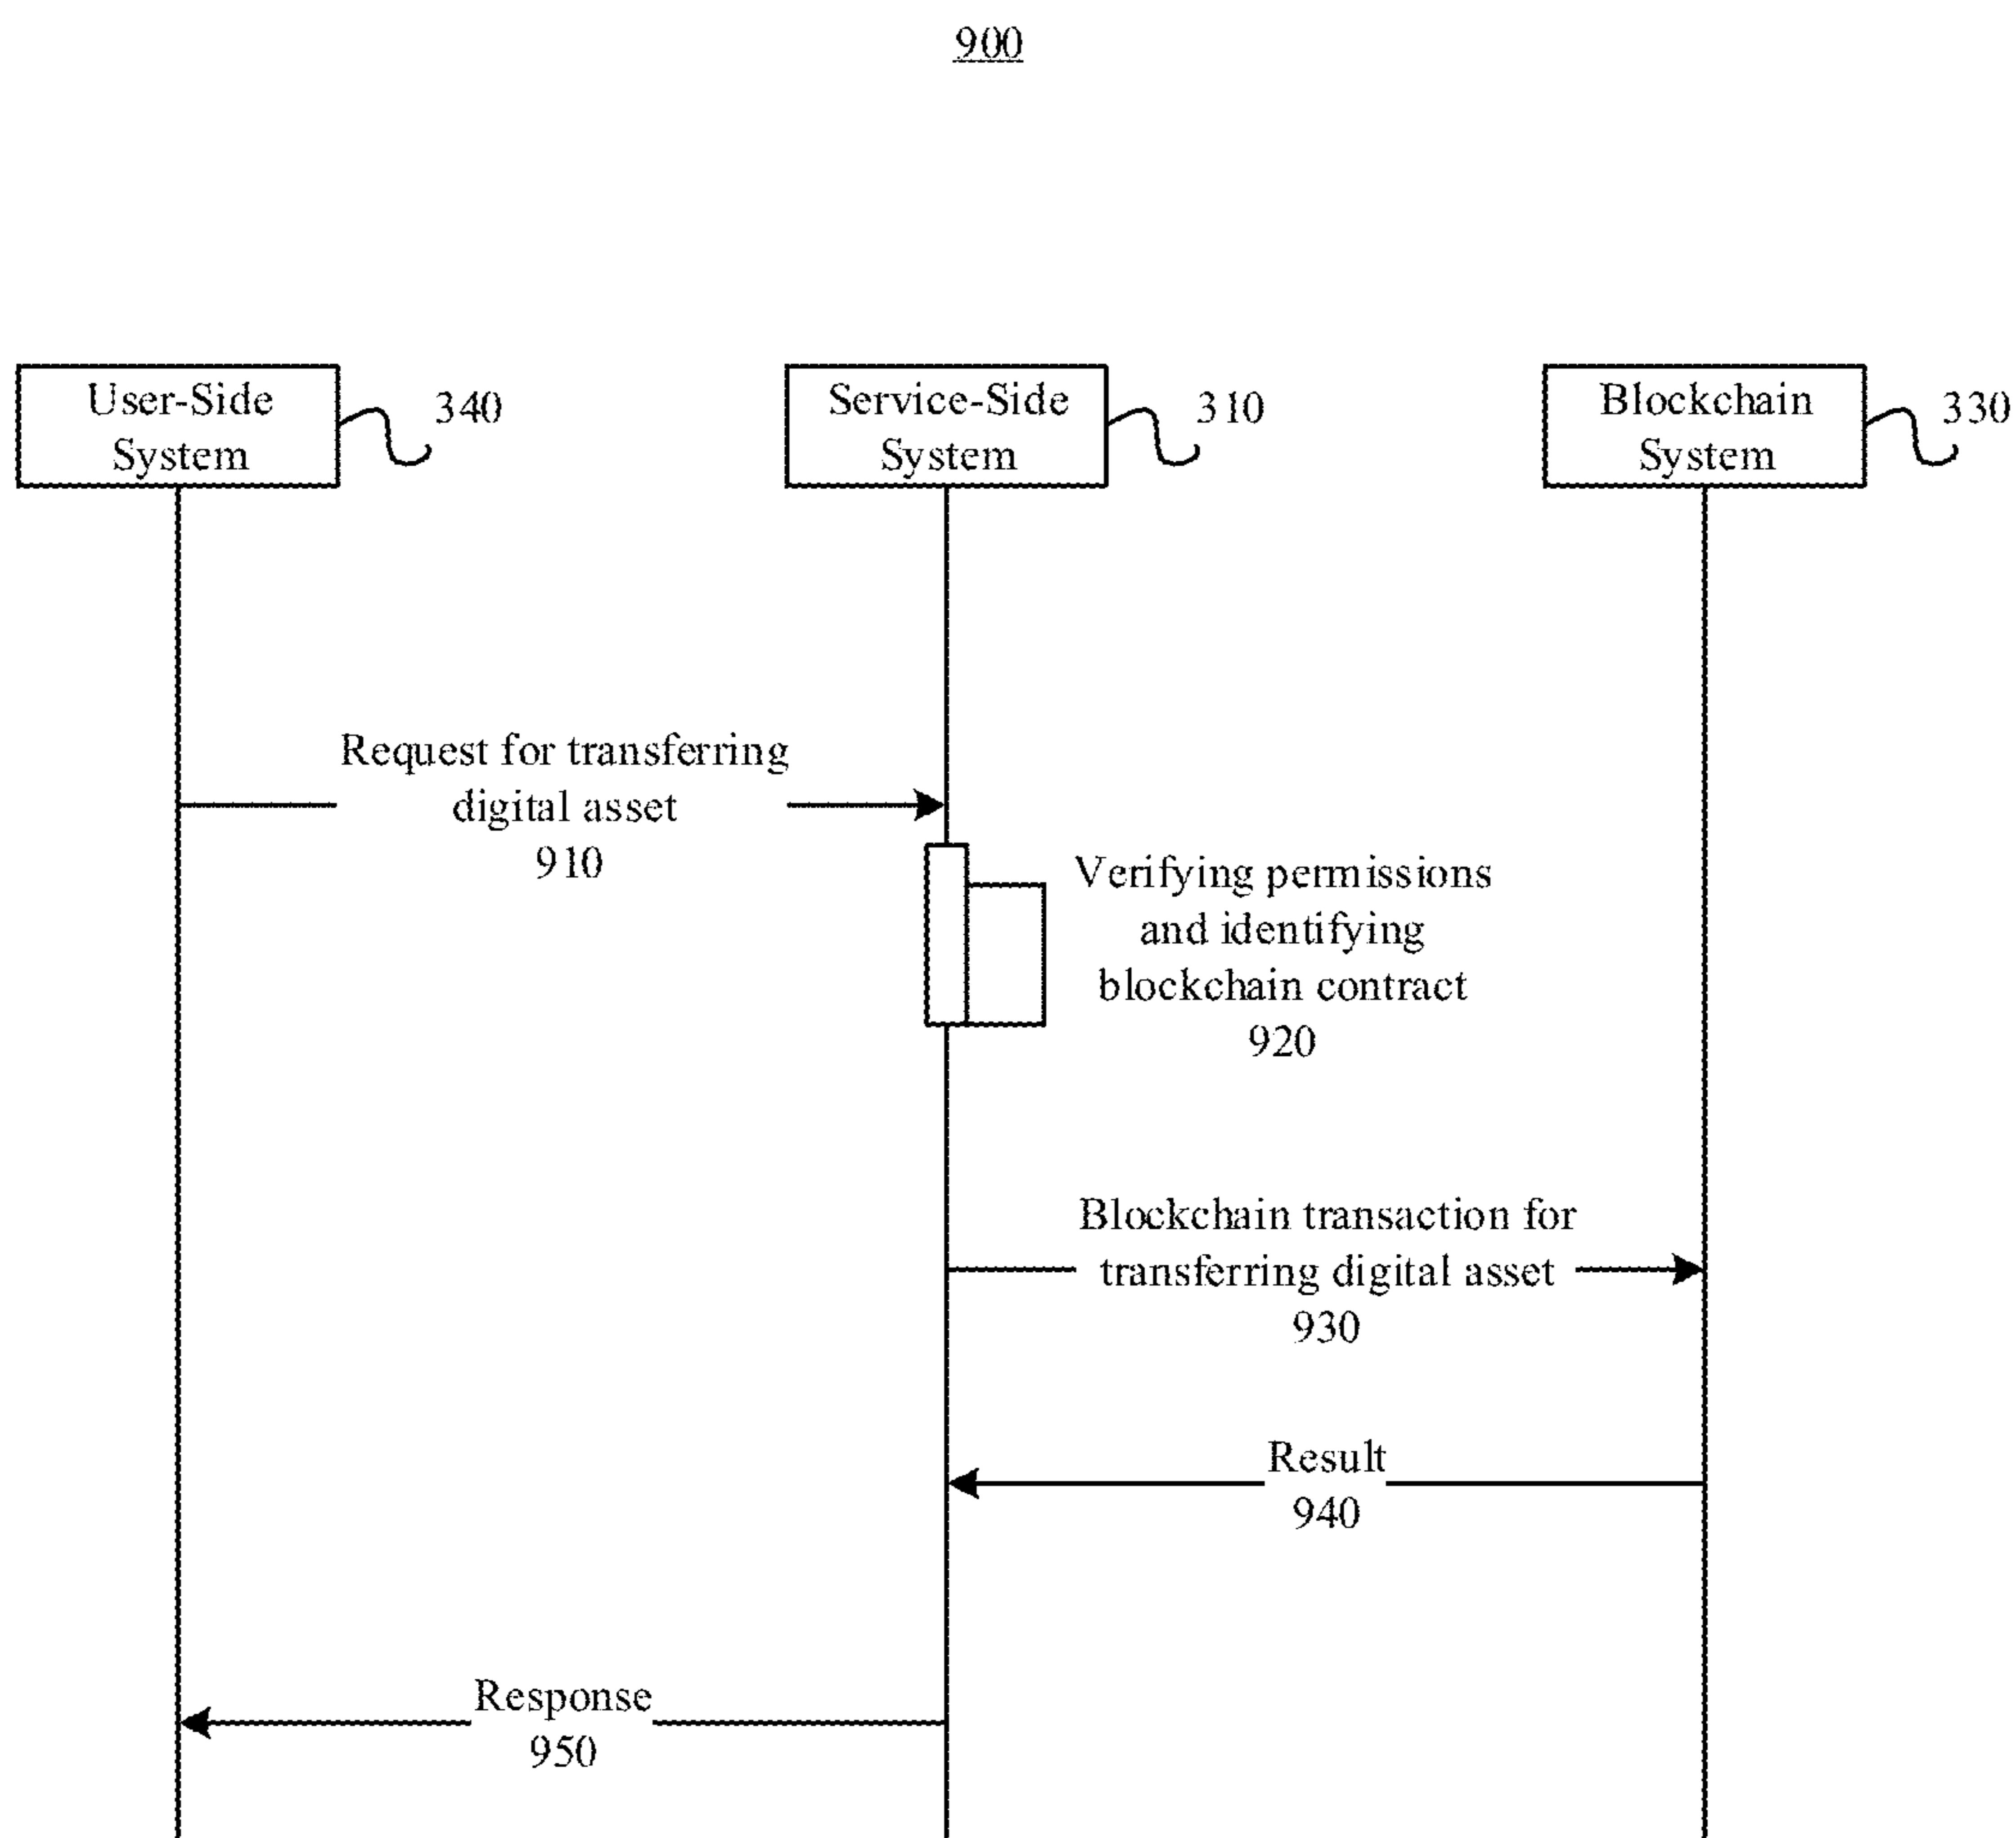 900
User-Side
System
340
Service-Side
System
310
Blockchain
System
330
Request for transferring
digital asset
910
Verifying permissions
and identifying
blockchain contract
920
Blockchain transaction for
transferring digital asset
930
Result
940
Response
950